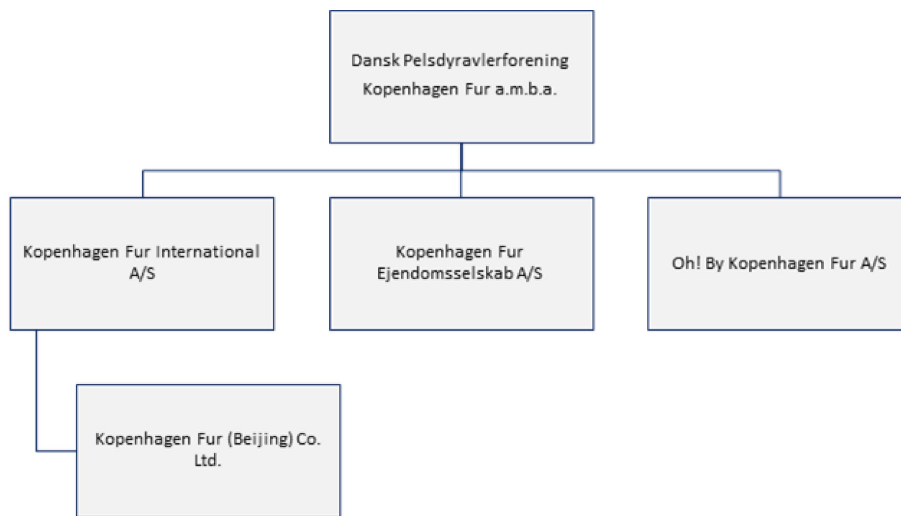 Dansk Pelsdyravlerforening
Kopenhagen Fur a.m.b.a.
Kopenhagen Fur International
A/S
Kopenhagen Fur
Ejendomsselskab A/S
Oh! By Kopenhagen Fur A/S
Kopenhagen Fur (Beijing) Co.
Ltd.